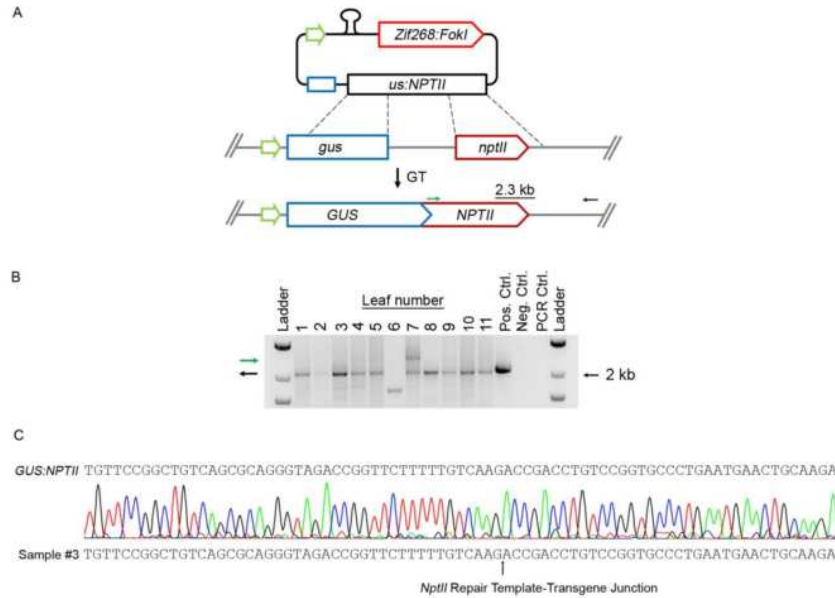 A
Zif268:FokI
us:NPTII
gus
nptII
GT
2.3 kb
GUS
NPTII
B
Ladder
Leaf number
1 2 3 4 5 6 7 8 9 10 11
Pos. Ctrl.
Neg. Ctrl.
PCR Ctrl.
Ladder
2 kb
C
GUS:NPTII TGTTCCGGCTGTCAGCGCAGGGTAGACCGGTTCTTTTTGTCAAGACCGACCTGTCCGGTGCCCTGAATGAACTGCAAGA
Sample #3 TGTTCCGGCTGTCAGCGCAGGGTAGACCGGTTCTTTTTGTCAAGACCGACCTGTCCGGTGCCCTGAATGAACTGCAAGA
NptII Repair Template-Transgene Junction